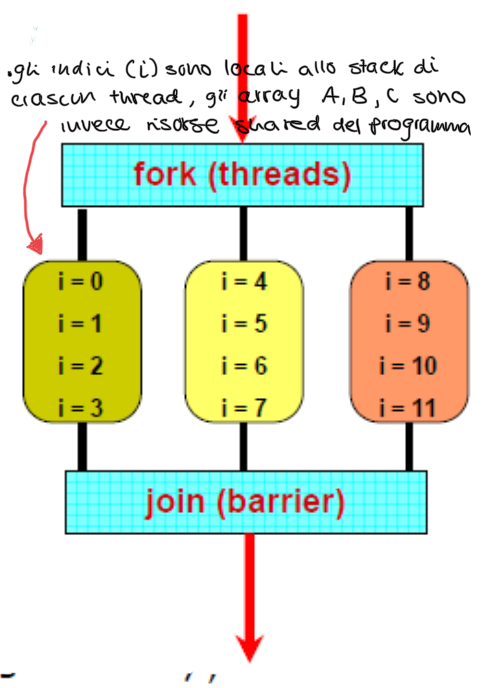 .gli indici (i) sono locali allo stack di
ciascun thread, gli array A, B, C sono
invece risorse shared del programma
fork (threads)
i = 0 i = 4 i = 8
i = 1 i = 5 i = 9
i = 2 i = 6 i = 10
i = 3 i = 7 i = 11
join (barrier)